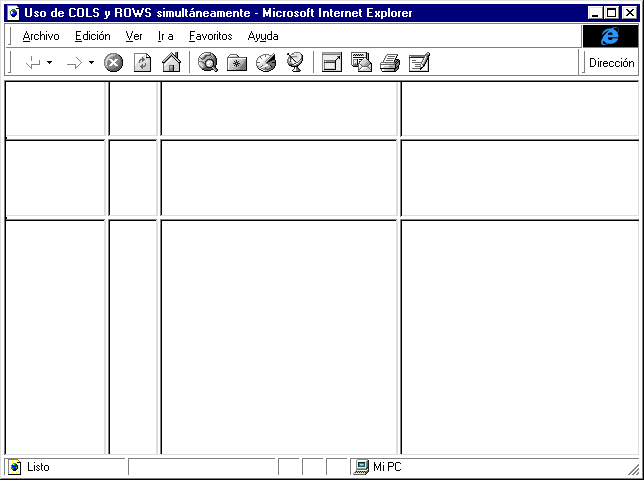 Uso de COLS y ROWS simultáneamente - Microsoft Internet Explorer
Archivo Edición Ver Ir a Favoritos Ayuda
Dirección
Listo Mi PC